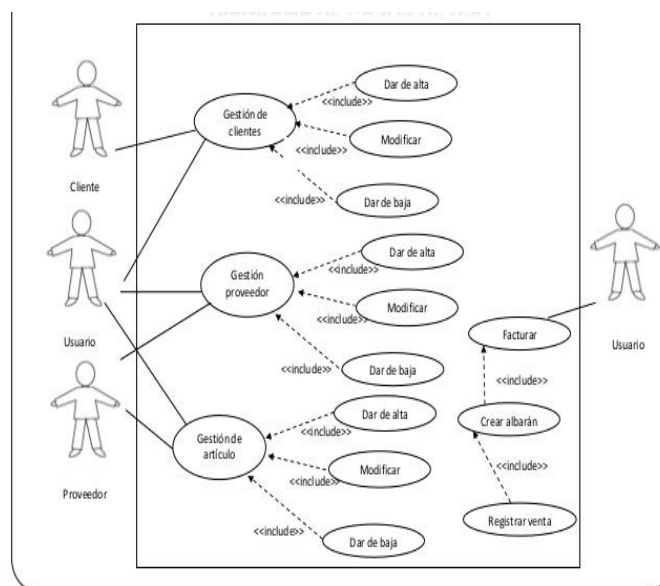 Dar de alta
<<include>>
Gestión de
clientes
Modificar
<<include>>
Cliente
<<include>>
Dar de baja
Dar de alta
<<include>>
Gestión
proveedor
Modificar
<<include>>
Usuario
Facturar
Usuario
<<include>>
Dar de baja
<<include>>
Dar de alta
<<include>>
Crear albarán
Gestión de
artículo
Modificar
<<include>>
<<include>>
Proveedor
Registrar venta
<<include>>
Dar de baja